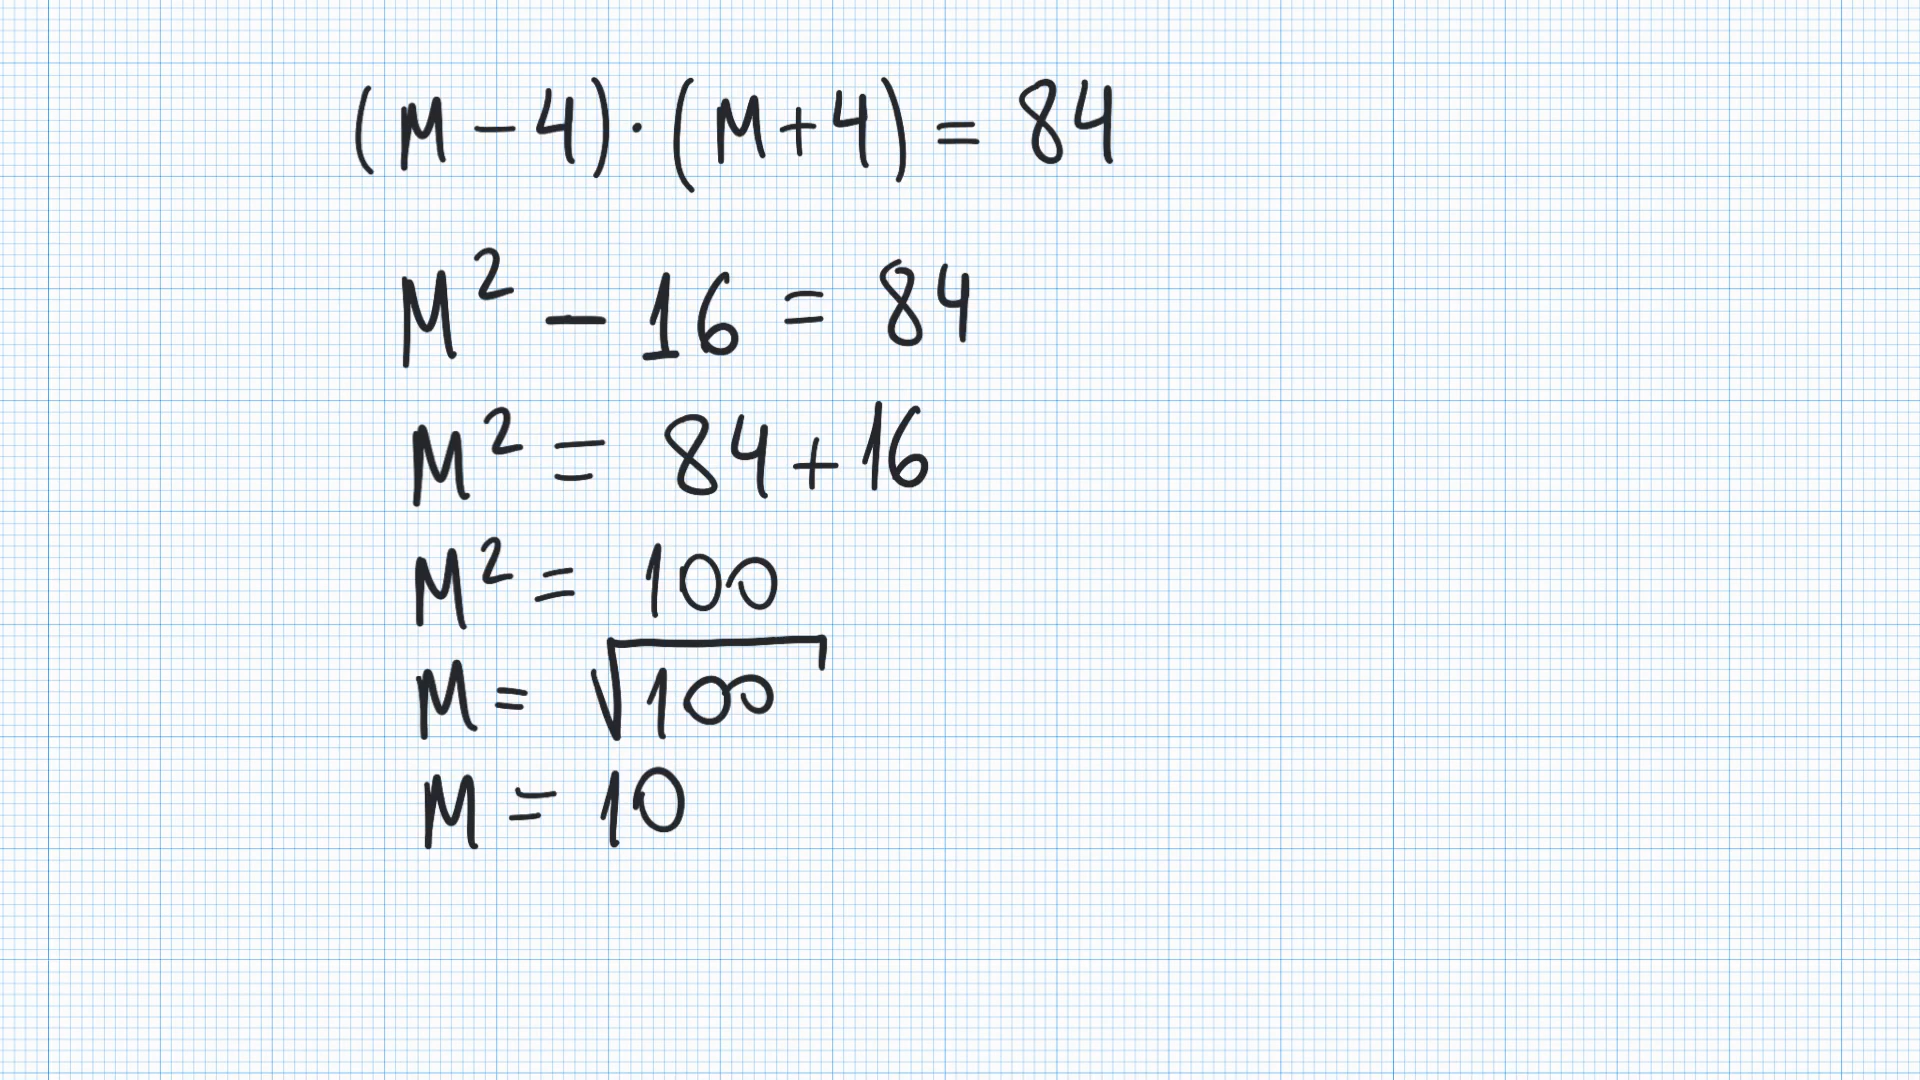 (M - 4) · (M + 4) = 84
M² - 16 = 84
M² = 84 + 16
M² = 100
M = √100
M = 10